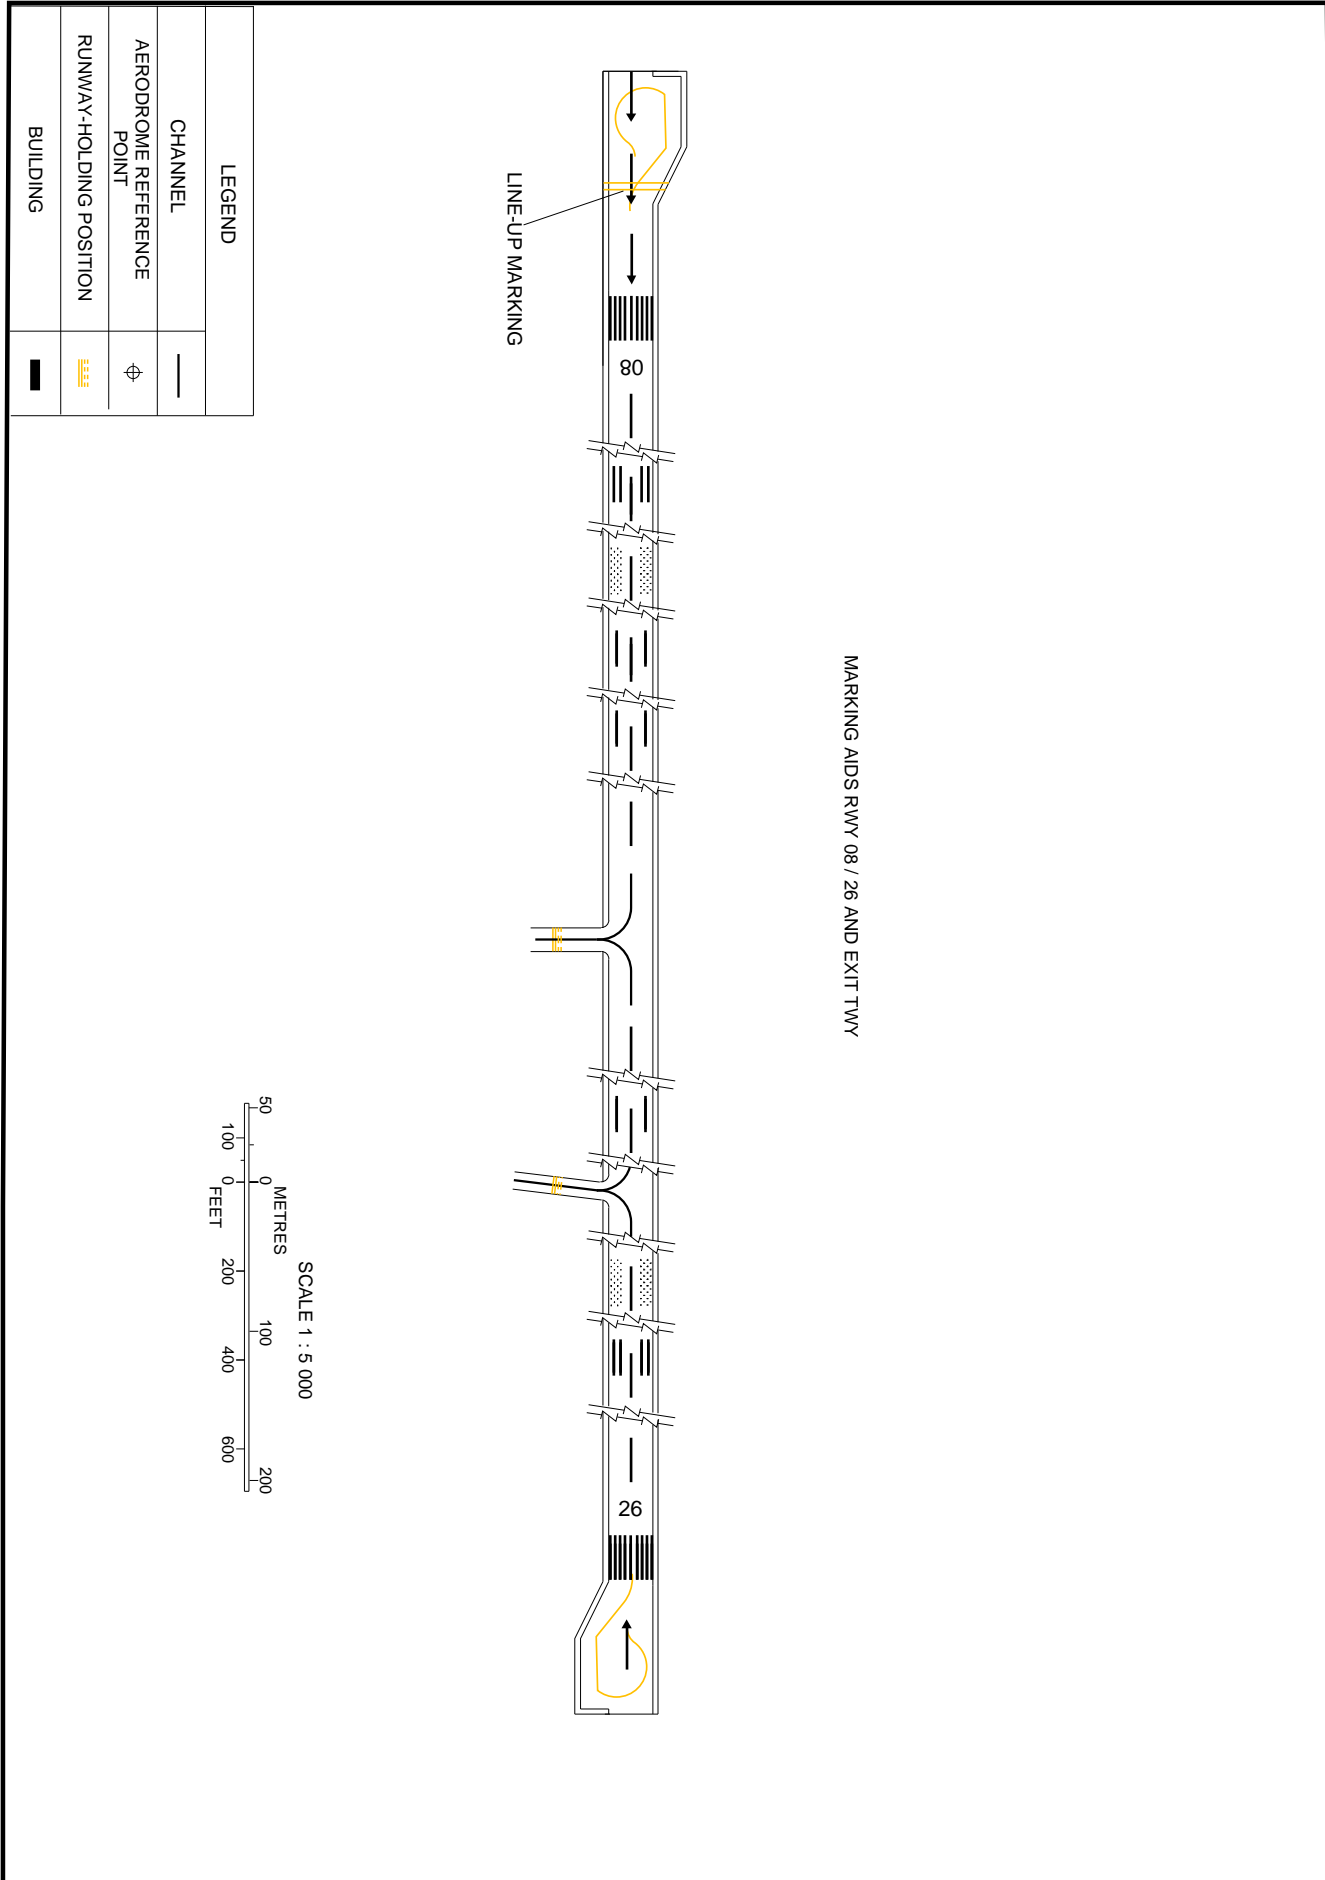 MARKING AIDS RWY 08 / 26 AND EXIT TWY
08
26
LINE-UP MARKING
SCALE 1 : 5 000
METRES
50 0 100 200
100 0 200 400 600
FEET
LEGEND
CHANNEL
AERODROME REFERENCE
POINT
RUNWAY-HOLDING POSITION
BUILDING